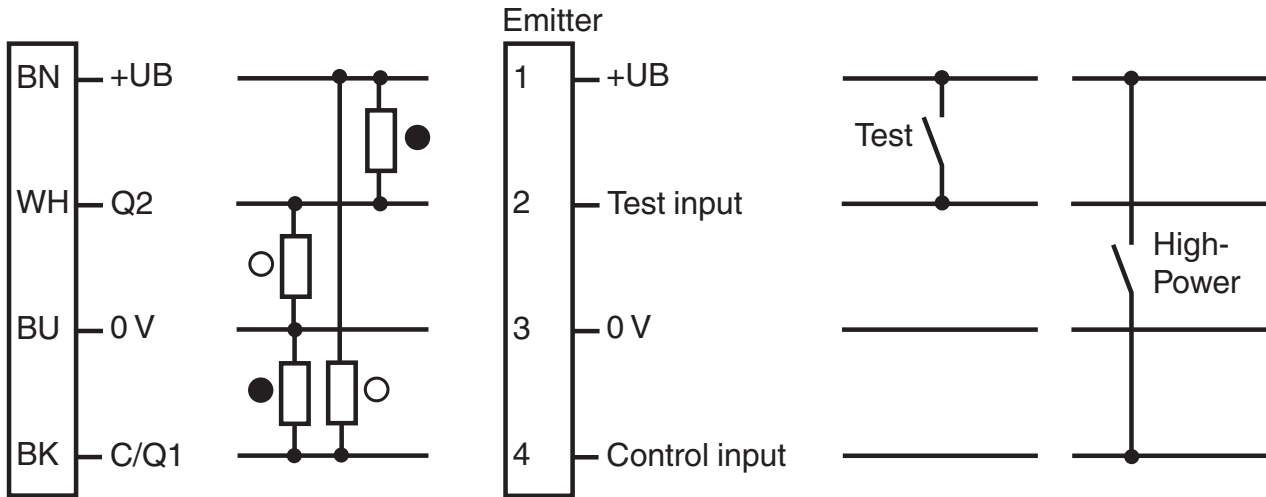 Emitter
BN +UB
WH Q2
BU 0 V
BK C/Q1
1 +UB
2 Test input
3 0 V
4 Control input
Test
High-
Power